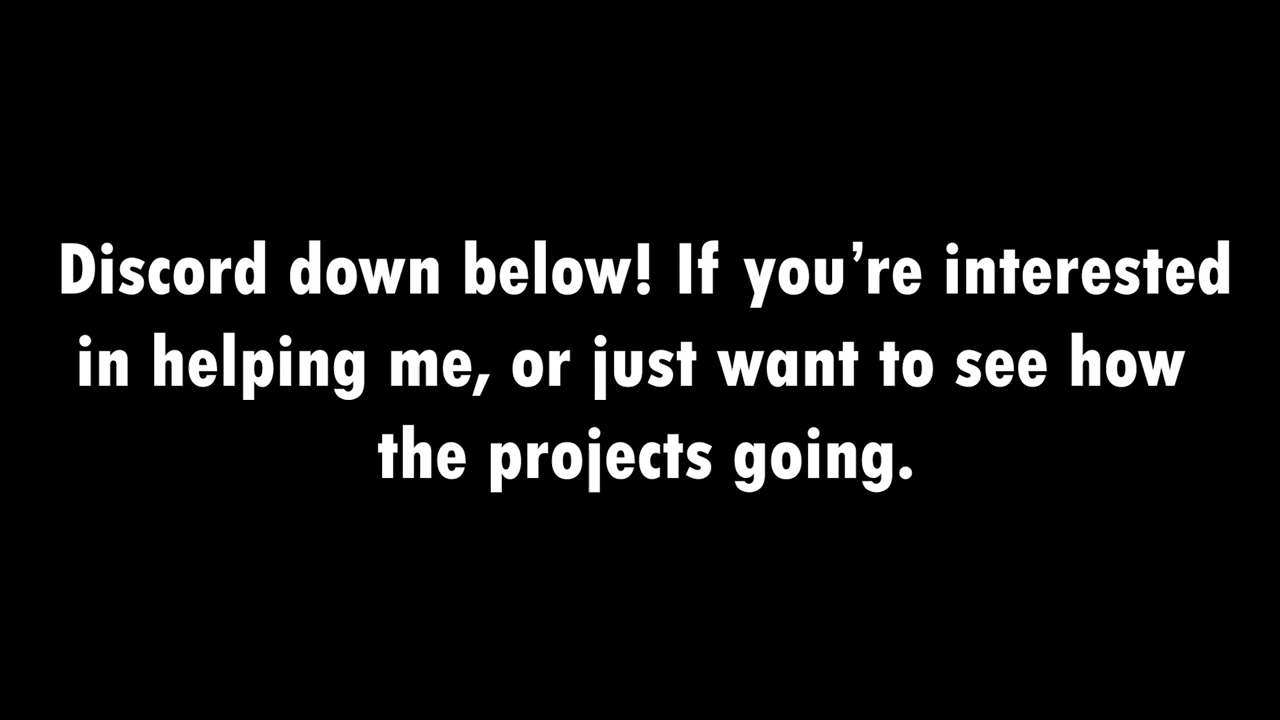 Discord down below! If you’re interested
in helping me, or just want to see how
the projects going.